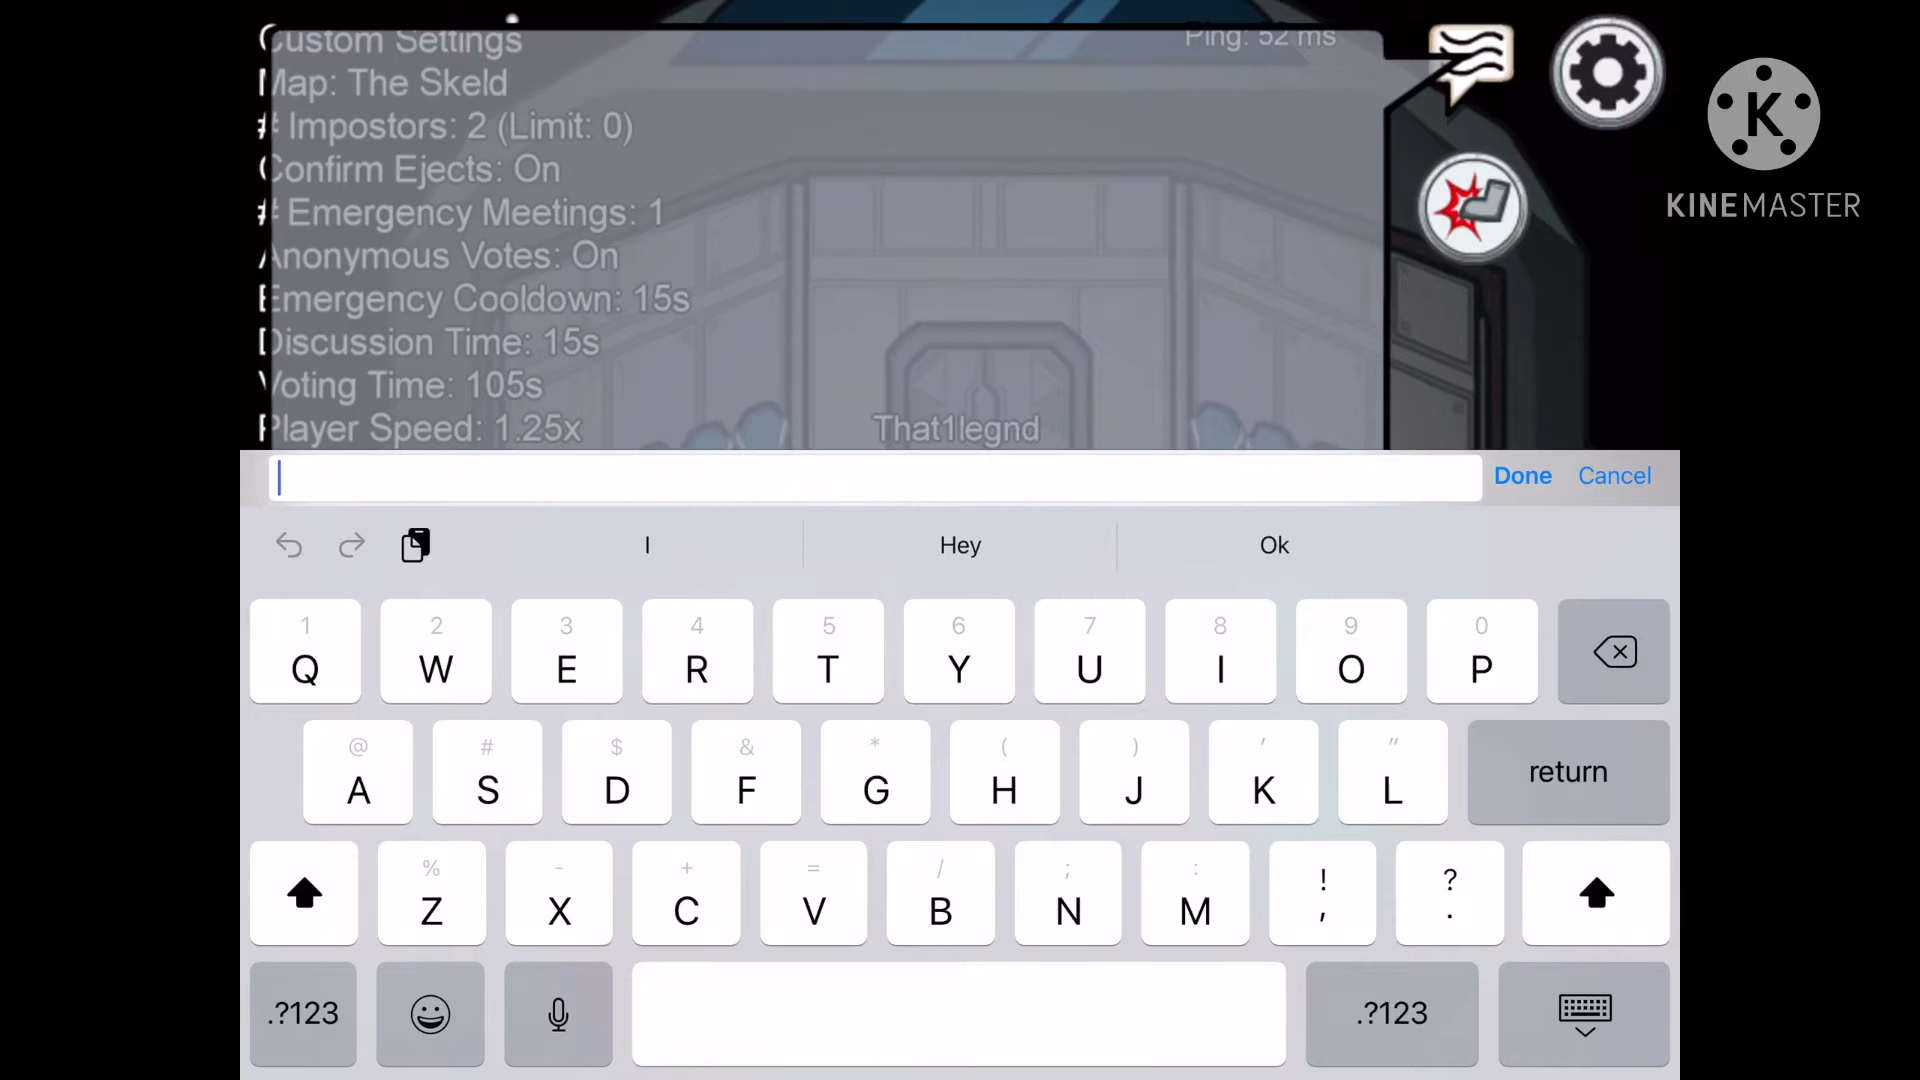 Custom Settings
Ping: 52 ms
Map: The Skeld
# Impostors: 2 (Limit: 0)
Confirm Ejects: On
# Emergency Meetings: 1
Anonymous Votes: On
Emergency Cooldown: 15s
Discussion Time: 15s
Voting Time: 105s
Player Speed: 1.25x
That1legnd
K
KINEMASTER
Done Cancel
I Hey Ok
1 2 3 4 5 6 7 8 9 0
Q W E R T Y U I O P
@ # $ & * ( ) ' "
A S D F G H J K L return
% - + = / ; : ! ?
Z X C V B N M , .
.?123 .?123